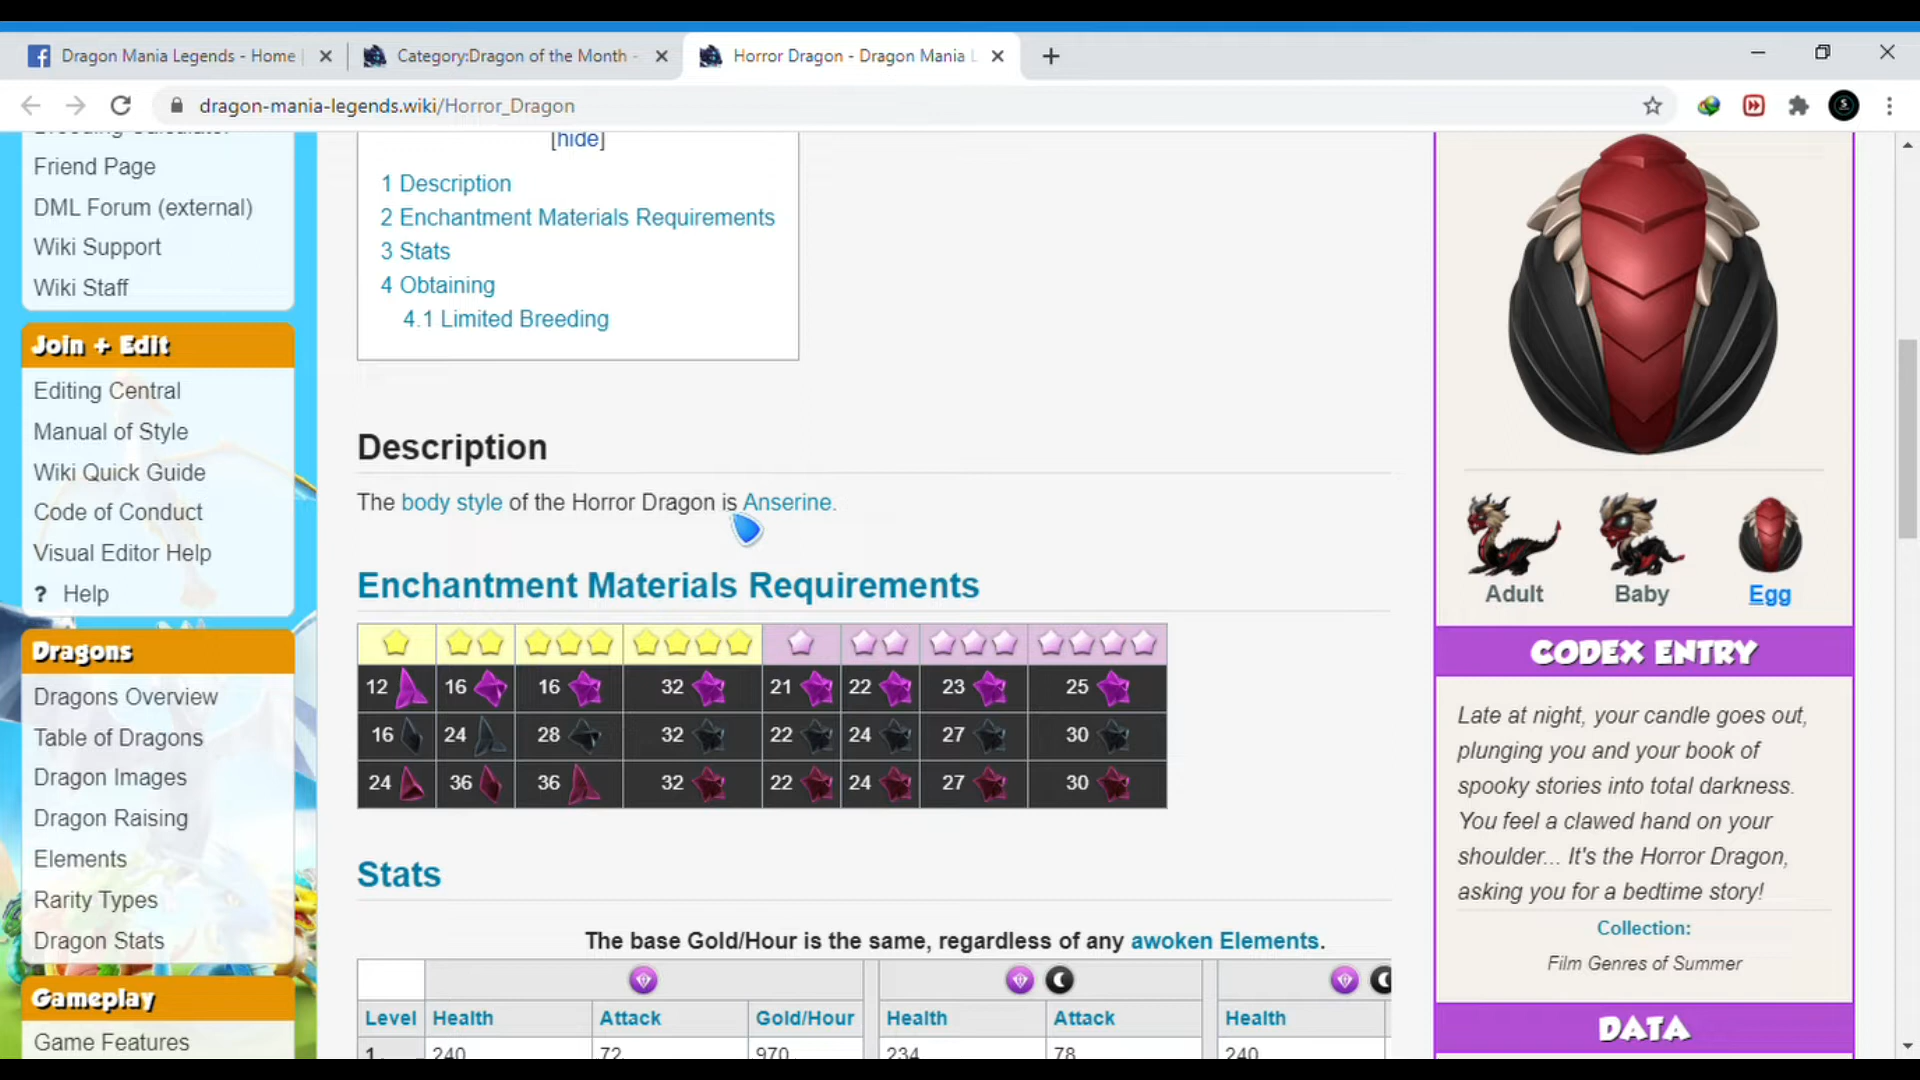 Dragon Mania Legends - Home
Category:Dragon of the Month -
Horror Dragon - Dragon Mania L
dragon-mania-legends.wiki/Horror_Dragon
Friend Page
DML Forum (external)
Wiki Support
Wiki Staff
Join + Edit
Editing Central
Manual of Style
Wiki Quick Guide
Code of Conduct
Visual Editor Help
? Help
Dragons
Dragons Overview
Table of Dragons
Dragon Images
Dragon Raising
Elements
Rarity Types
Dragon Stats
Gameplay
Game Features
[hide]
1 Description
2 Enchantment Materials Requirements
3 Stats
4 Obtaining
4.1 Limited Breeding
Description
The body style of the Horror Dragon is Anserine.
Enchantment Materials Requirements
12 16 16 32 21 22 23 25
16 24 28 32 22 24 27 30
24 36 36 32 22 24 27 30
Stats
The base Gold/Hour is the same, regardless of any awoken Elements.
Level Health Attack Gold/Hour Health Attack Health
1 240 72 970 234 78 240
Adult Baby Egg
CODEX ENTRY
Late at night, your candle goes out,
plunging you and your book of
spooky stories into total darkness.
You feel a clawed hand on your
shoulder... It's the Horror Dragon,
asking you for a bedtime story!
Collection:
Film Genres of Summer
DATA